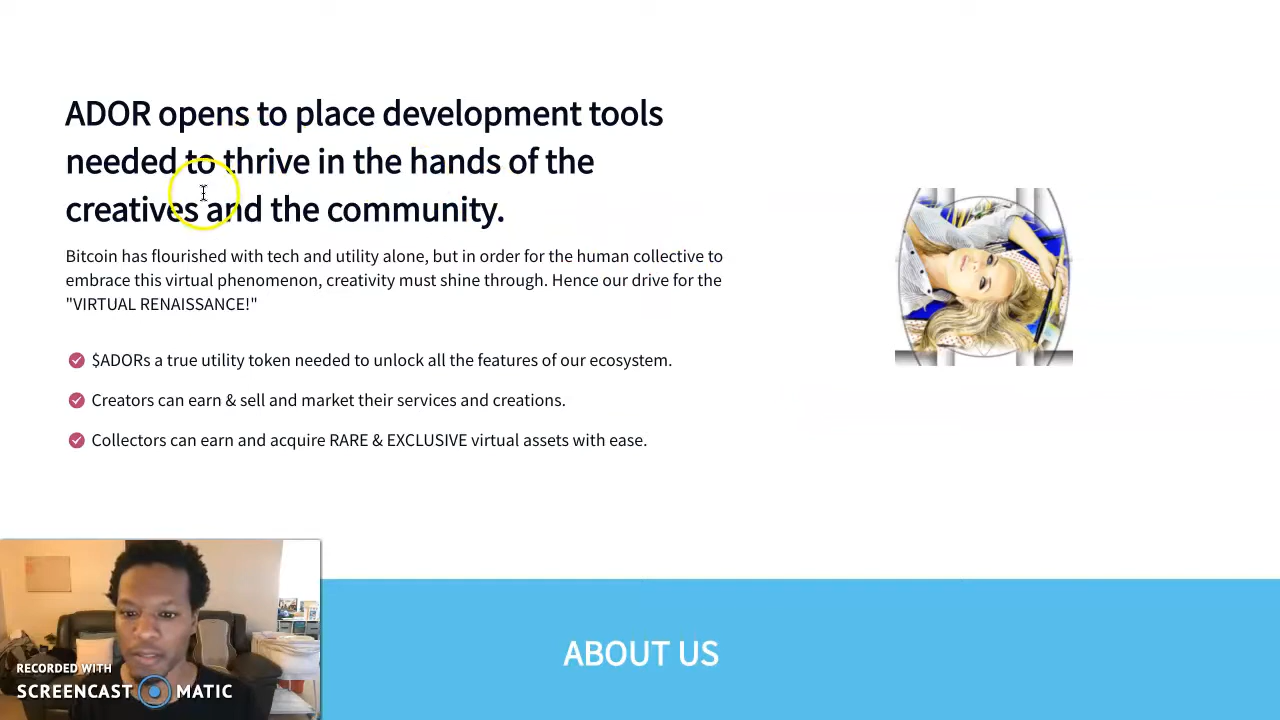 ADOR opens to place development tools
needed to thrive in the hands of the
creatives and the community.
Bitcoin has flourished with tech and utility alone, but in order for the human collective to
embrace this virtual phenomenon, creativity must shine through. Hence our drive for the
"VIRTUAL RENAISSANCE!"
$ADORs a true utility token needed to unlock all the features of our ecosystem.
Creators can earn & sell and market their services and creations.
Collectors can earn and acquire RARE & EXCLUSIVE virtual assets with ease.
ABOUT US
RECORDED WITH
SCREENCAST MATIC